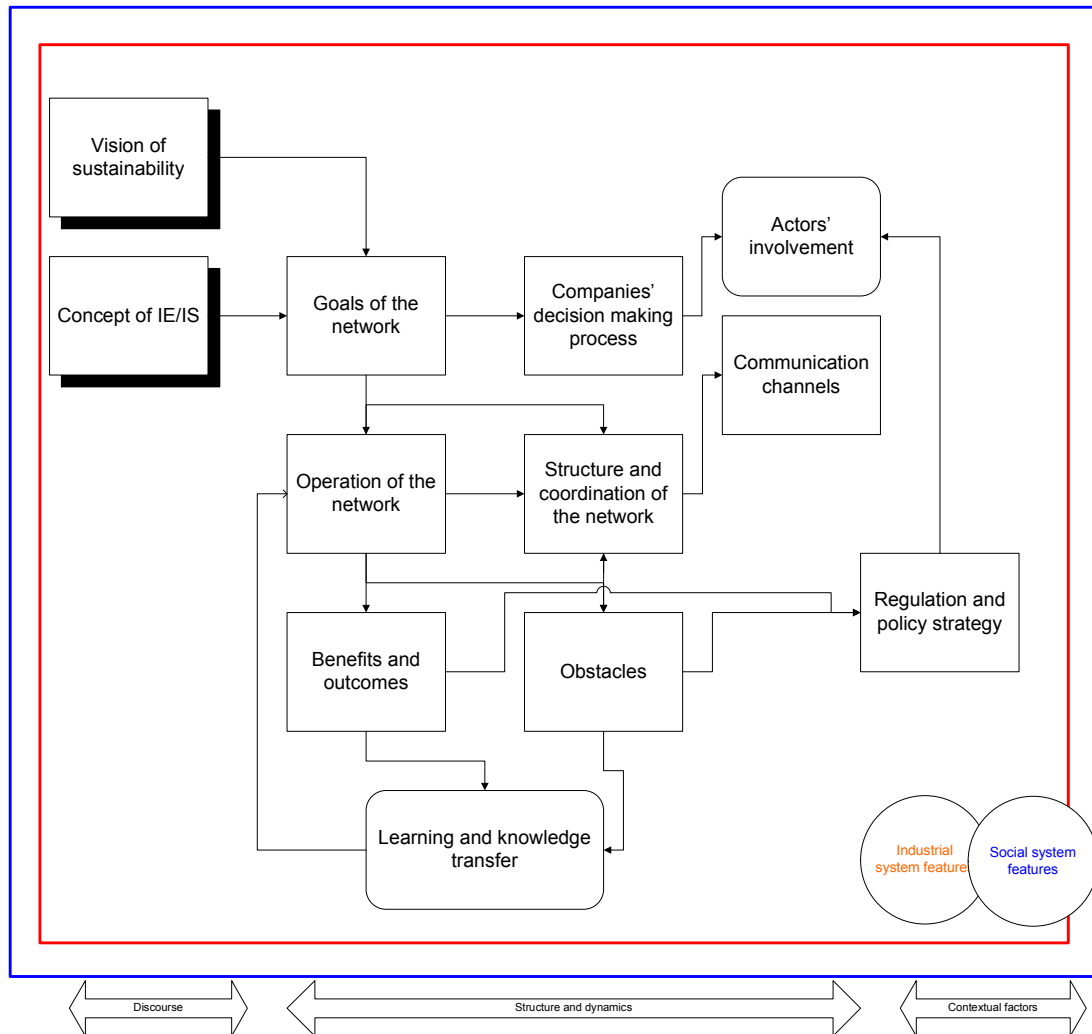 Vision of
sustainability
Actors'
involvement
Concept of IE/IS
Goals of the
network
Companies'
decision making
process
Communication
channels
Operation of the
network
Structure and
coordination of
the network
Regulation and
policy strategy
Benefits and
outcomes
Obstacles
Learning and knowledge
transfer
Industrial
system feature
Social system
features
Discourse
Structure and dynamics
Contextual factors